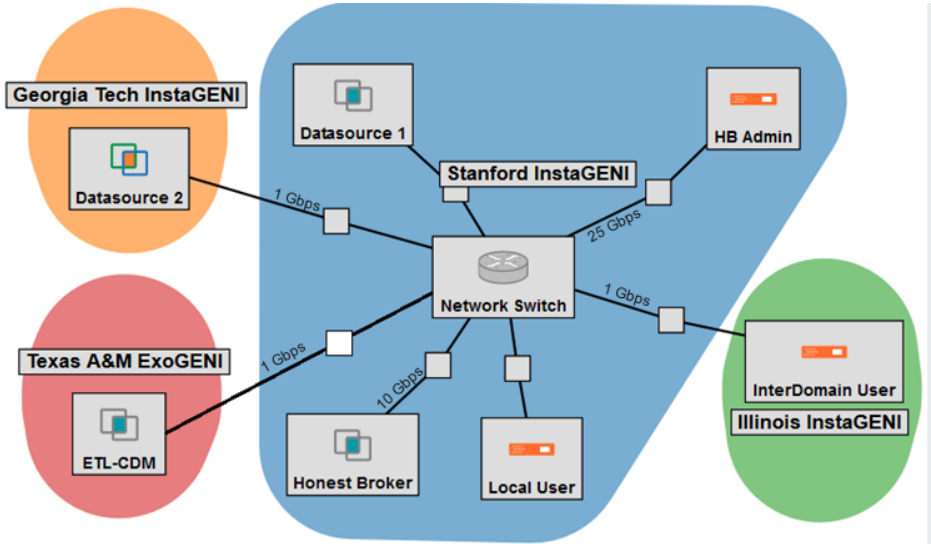 Georgia Tech InstaGENI
Datasource 2
Datasource 1
HB Admin
Stanford InstaGENI
1 Gbps
25 Gbps
Network Switch
1 Gbps
Texas A&M ExoGENI
1 Gbps
ETL-CDM
10 Gbps
Honest Broker
Local User
InterDomain User
Illinois InstaGENI